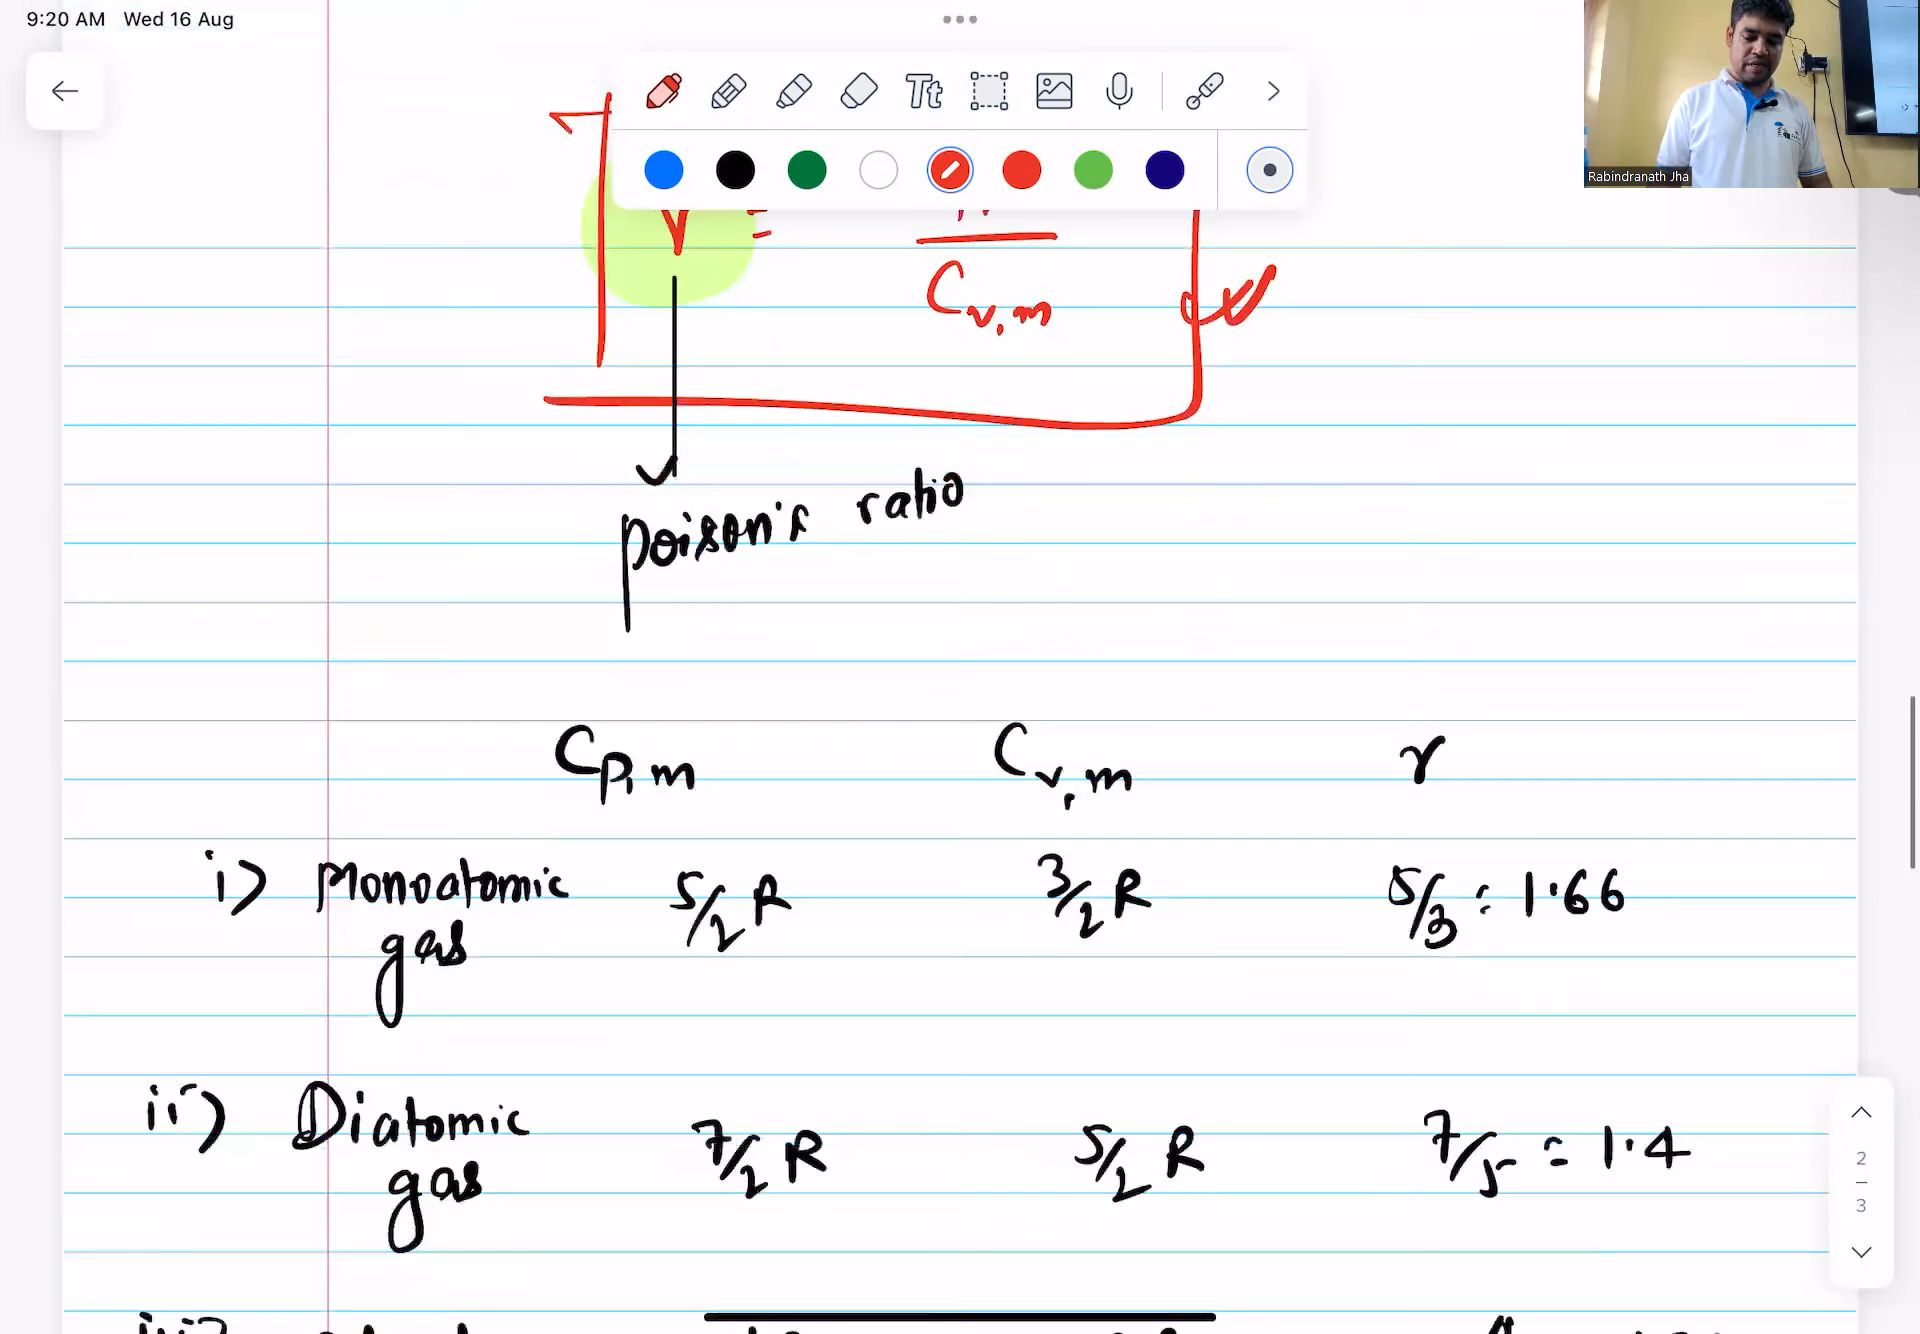 9:20 AM Wed 16 Aug
Tt
Rabindranath Jha
γ =
Cv,m
poison's ratio
Cp,m Cv,m γ
i) Monoatomic gas 5/2 R 3/2 R 5/3 = 1.66
ii) Diatomic gas 7/2 R 5/2 R 7/5 = 1.4
2
3